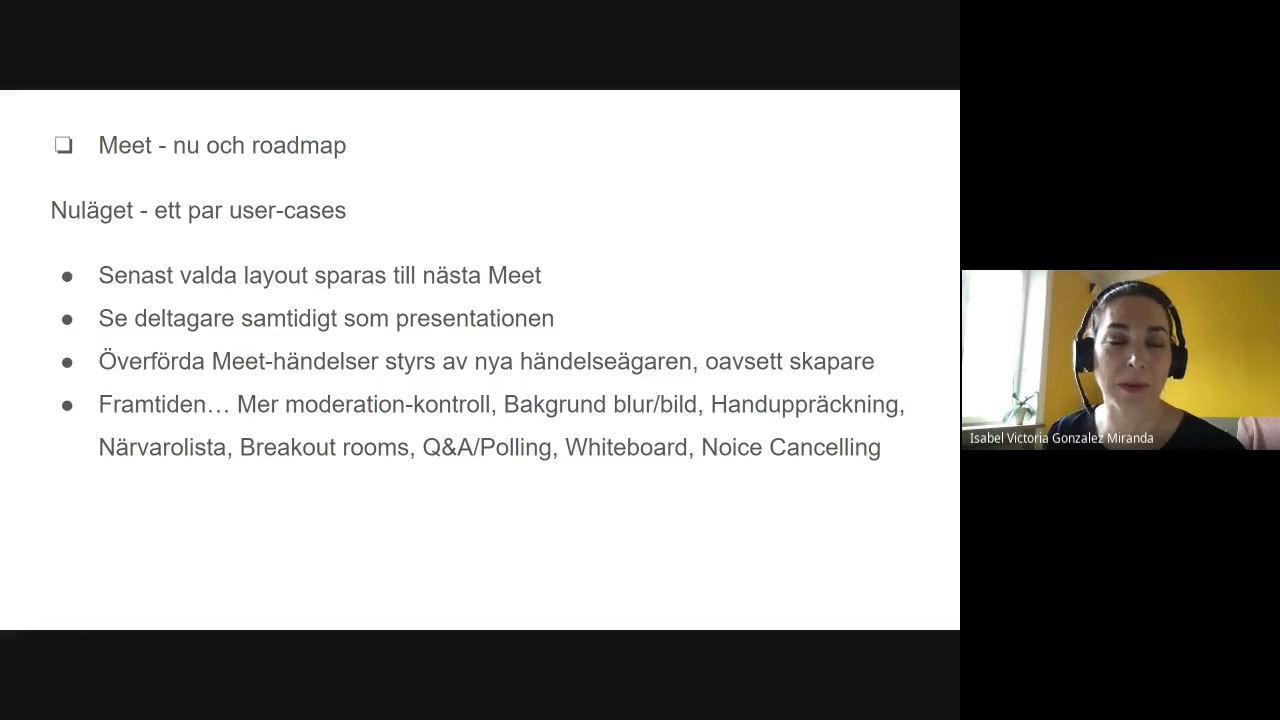 Meet - nu och roadmap
Nuläget - ett par user-cases
● Senast valda layout sparas till nästa Meet
● Se deltagare samtidigt som presentationen
● Överförda Meet-händelser styrs av nya händelseägaren, oavsett skapare
● Framtiden… Mer moderation-kontroll, Bakgrund blur/bild, Handuppräckning,
Närvarolista, Breakout rooms, Q&A/Polling, Whiteboard, Noice Cancelling
Isabel Victoria Gonzalez Miranda